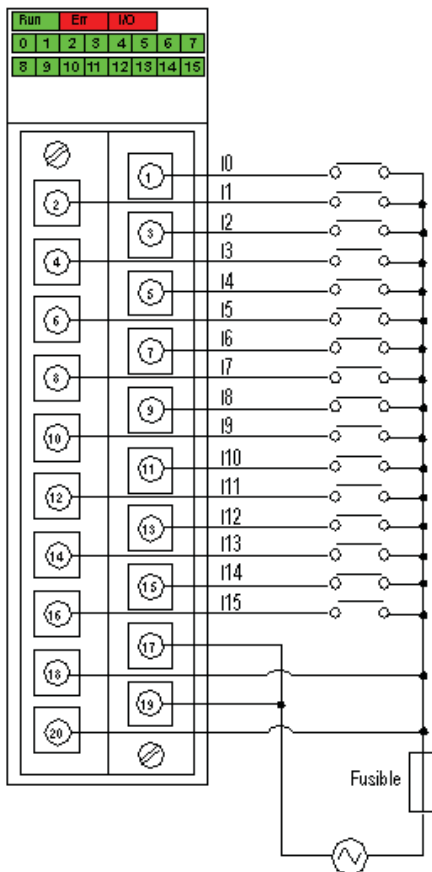 Run Err I/O
0 1 2 3 4 5 6 7
8 9 10 11 12 13 14 15
1 I0
2 I1
3 I2
4 I3
5 I4
6 I5
7 I6
8 I7
9 I8
10 I9
11 I10
12 I11
13 I12
14 I13
15 I14
16 I15
17
18
19
20
Fusible